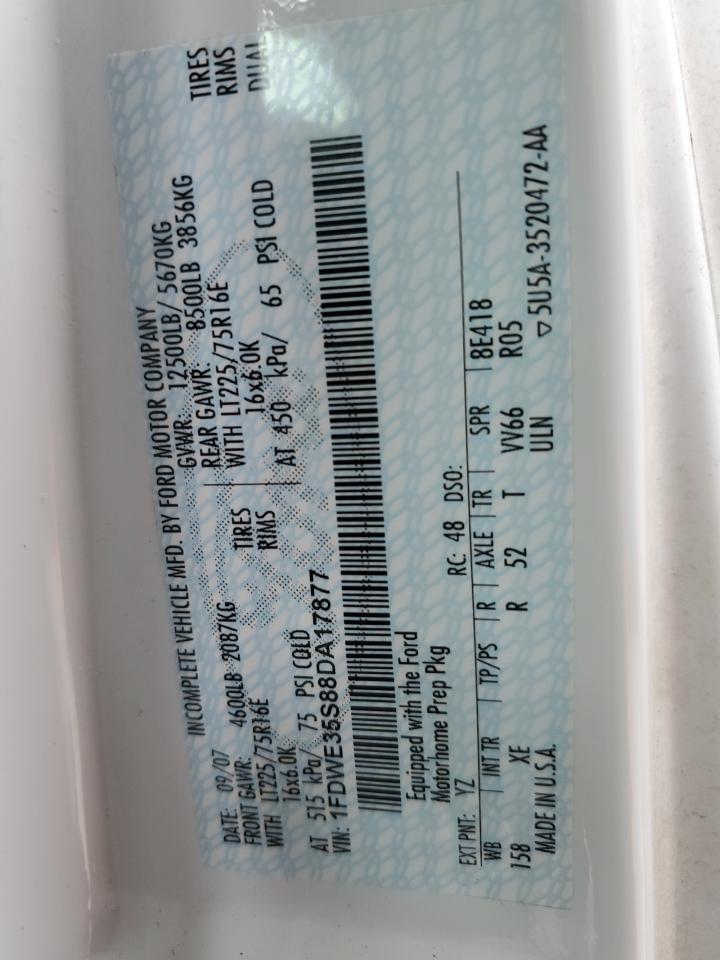 INCOMPLETE VEHICLE MFD. BY FORD MOTOR COMPANY
DATE: 09/07 GVWR: 12500LB/ 5670KG
FRONT GAWR: 4600LB 2087KG REAR GAWR: 8500LB 3856KG
WITH LT225/75R16E TIRES WITH LT225/75R16E TIRES
16x6.0K RIMS 16x6.0K RIMS
AT 515 kPa/ 75 PSI COLD AT 450 kPa/ 65 PSI COLD DUAL
VIN: 1FDWE35S88DA17877
Equipped with the Ford
Motorhome Prep Pkg
EXT PNT: YZ RC: 48 DSO:
WB INT TR TP/PS R AXLE TR SPR 8E418
158 XE R 52 T W66 R05
MADE IN U.S.A. ULN ▽5U5A-3520472-AA